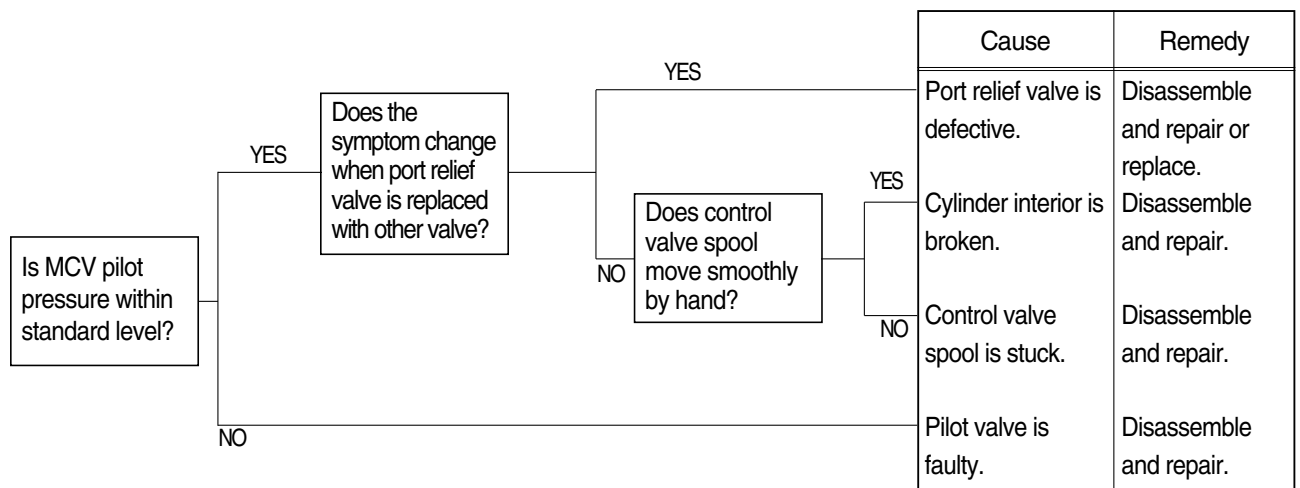 Is MCV pilot
pressure within
standard level?
YES
NO
Does the
symptom change
when port relief
valve is replaced
with other valve?
YES
NO
Does control
valve spool
move smoothly
by hand?
YES
NO
Cause
Remedy
Port relief valve is
defective.
Disassemble
and repair or
replace.
Cylinder interior is
broken.
Disassemble
and repair.
Control valve
spool is stuck.
Disassemble
and repair.
Pilot valve is
faulty.
Disassemble
and repair.